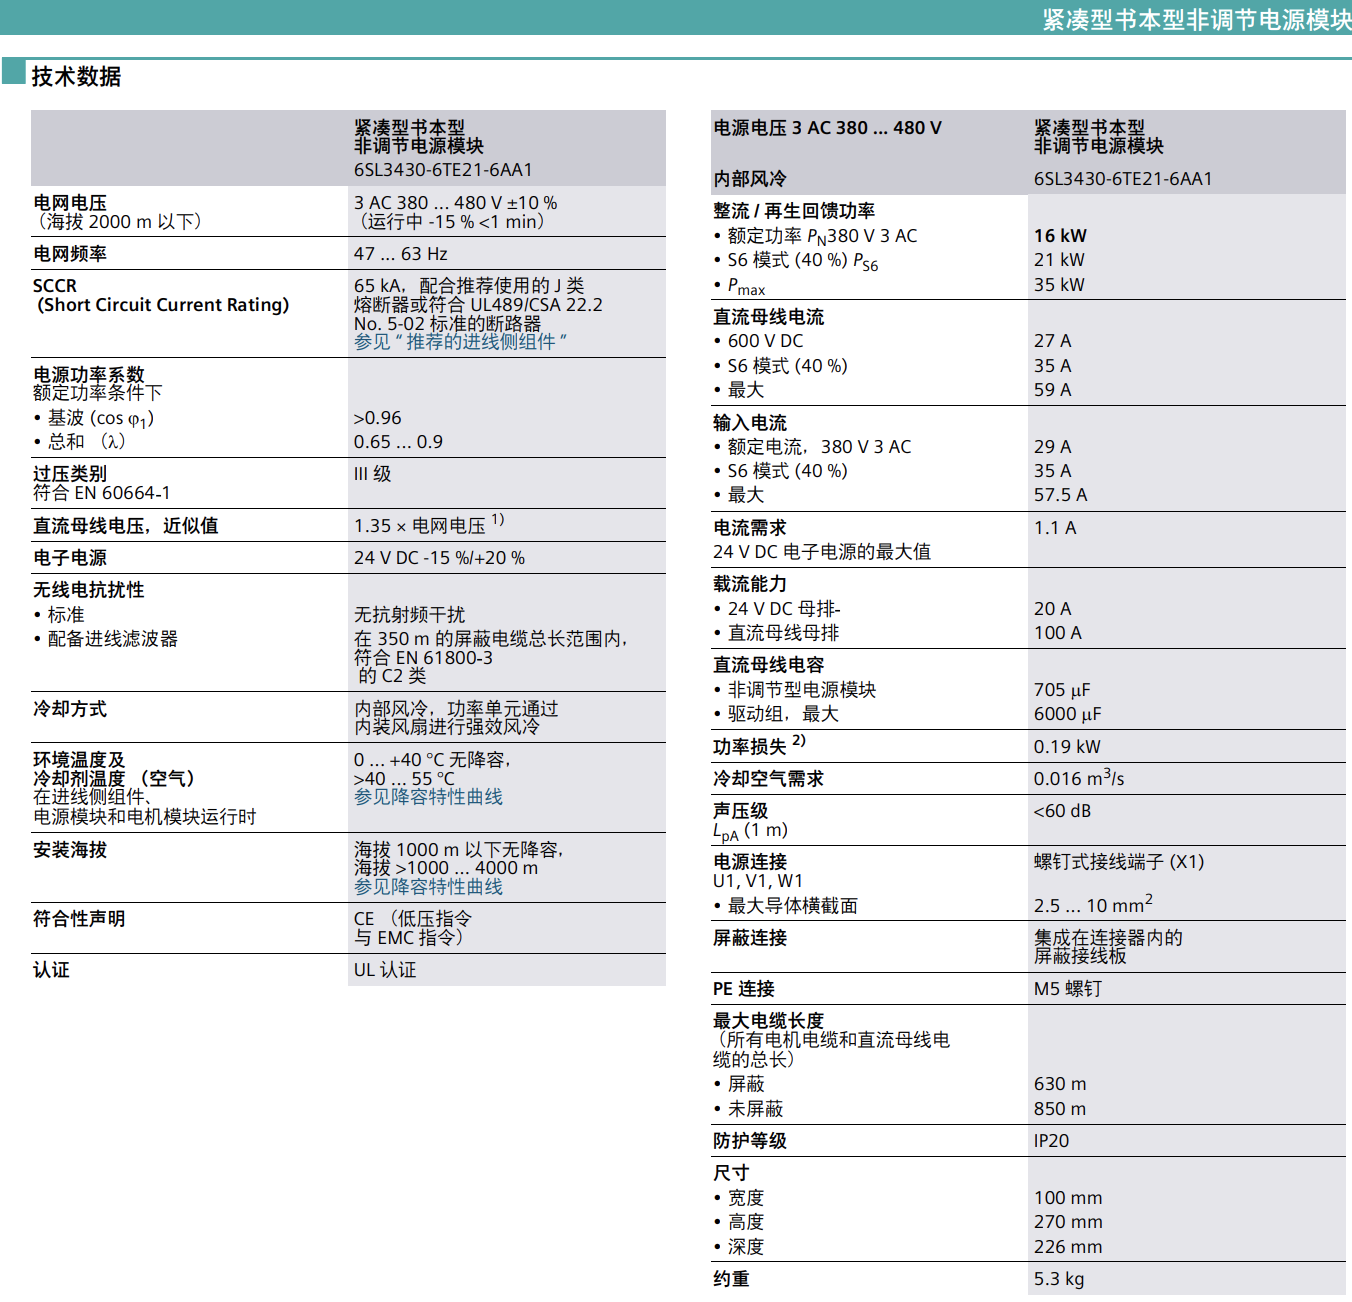 紧凑型书本型非调节电源模块
技术数据
紧凑型书本型
非调节电源模块
6SL3430-6TE21-6AA1
电网电压
（海拔 2000 m 以下）
3 AC 380 ... 480 V ±10 %
（运行中 -15 % <1 min）
电网频率
47 ... 63 Hz
SCCR
(Short Circuit Current Rating)
65 kA，配合推荐使用的 J 类
熔断器或符合 UL489/CSA 22.2
No. 5-02 标准的断路器
参见 “ 推荐的进线侧组件 ”
电源功率系数
额定功率条件下
• 基波 (cos φ1) >0.96
• 总和 （λ） 0.65 ... 0.9
过压类别
符合 EN 60664-1
III 级
直流母线电压，近似值 1.35 × 电网电压 1)
电子电源 24 V DC -15 %/+20 %
无线电抗扰性
• 标准 无抗射频干扰
• 配备进线滤波器 在 350 m 的屏蔽电缆总长范围内，
符合 EN 61800-3
的 C2 类
冷却方式 内部风冷，功率单元通过
内装风扇进行强效风冷
环境温度及
冷却剂温度 （空气）
在进线侧组件、
电源模块和电机模块运行时
0 ... +40 °C 无降容，
>40 ... 55 °C
参见降容特性曲线
安装海拔 海拔 1000 m 以下无降容，
海拔 >1000 ... 4000 m
参见降容特性曲线
符合性声明 CE （低压指令
与 EMC 指令）
认证 UL 认证
电源电压 3 AC 380 ... 480 V 紧凑型书本型
非调节电源模块
内部风冷 6SL3430-6TE21-6AA1
整流 / 再生回馈功率
• 额定功率 PN380 V 3 AC 16 kW
• S6 模式 (40 %) PS6 21 kW
• Pmax 35 kW
直流母线电流
• 600 V DC 27 A
• S6 模式 (40 %) 35 A
• 最大 59 A
输入电流
• 额定电流，380 V 3 AC 29 A
• S6 模式 (40 %) 35 A
• 最大 57.5 A
电流需求 1.1 A
24 V DC 电子电源的最大值
载流能力
• 24 V DC 母排- 20 A
• 直流母线母排 100 A
直流母线电容
• 非调节型电源模块 705 μF
• 驱动组，最大 6000 μF
功率损失 2) 0.19 kW
冷却空气需求 0.016 m3/s
声压级 <60 dB
LpA (1 m)
电源连接 螺钉式接线端子 (X1)
U1, V1, W1
• 最大导体横截面 2.5 ... 10 mm2
屏蔽连接 集成在连接器内的
屏蔽接线板
PE 连接 M5 螺钉
最大电缆长度
（所有电机电缆和直流母线电
缆的总长）
• 屏蔽 630 m
• 未屏蔽 850 m
防护等级 IP20
尺寸
• 宽度 100 mm
• 高度 270 mm
• 深度 226 mm
约重 5.3 kg